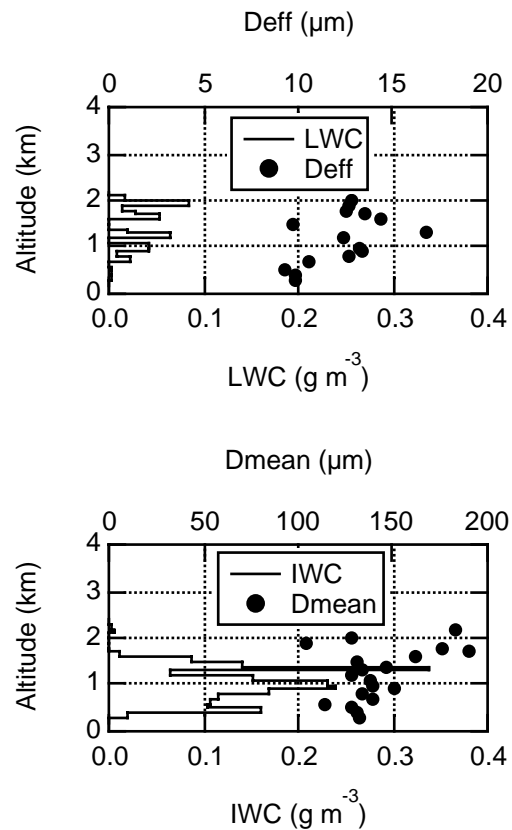 Deff (µm)
0 5 10 15 20
4
3
2
1
0
Altitude (km)
LWC
Deff
0.0 0.1 0.2 0.3 0.4
LWC (g m-3)
Dmean (µm)
0 50 100 150 200
4
3
2
1
0
Altitude (km)
IWC
Dmean
0.0 0.1 0.2 0.3 0.4
IWC (g m-3)